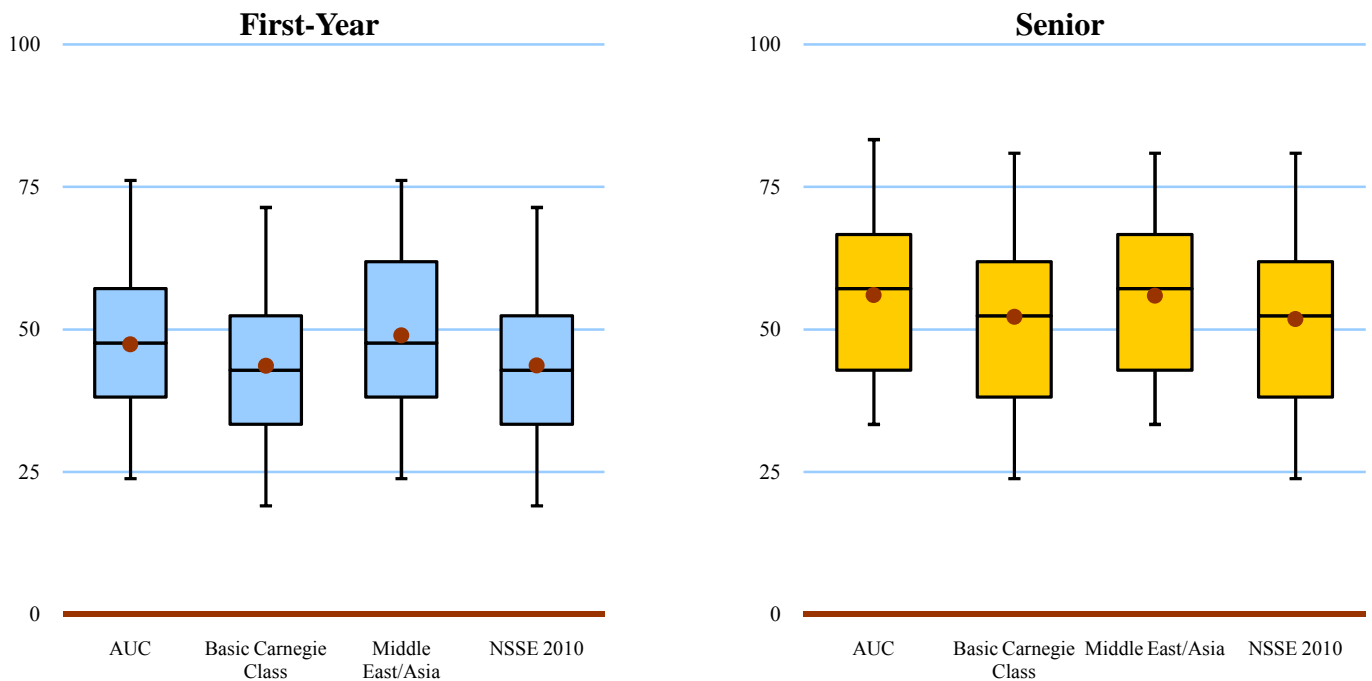 First-Year
100
75
50
25
0
AUC
Basic Carnegie
Class
Middle
East/Asia
NSSE 2010
Senior
100
75
50
25
0
AUC
Basic Carnegie
Class
Middle East/Asia
NSSE 2010